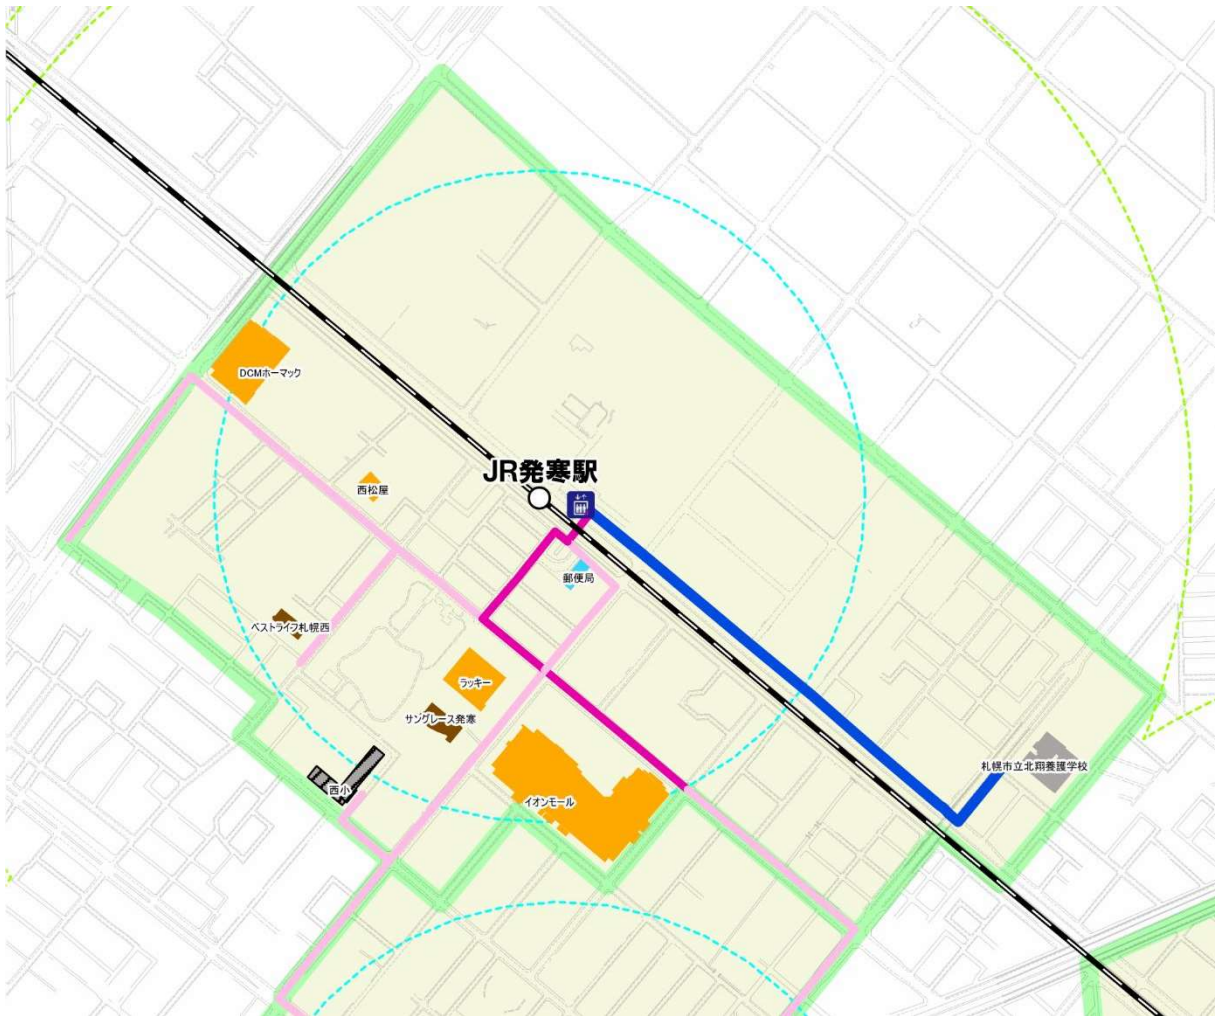 DCMホーマック
JR発寒駅
西松屋
郵便局
ベストライフ札幌西
ラッキー
サングレース発寒
札幌市立北翔養護学校
西小
イオンモール